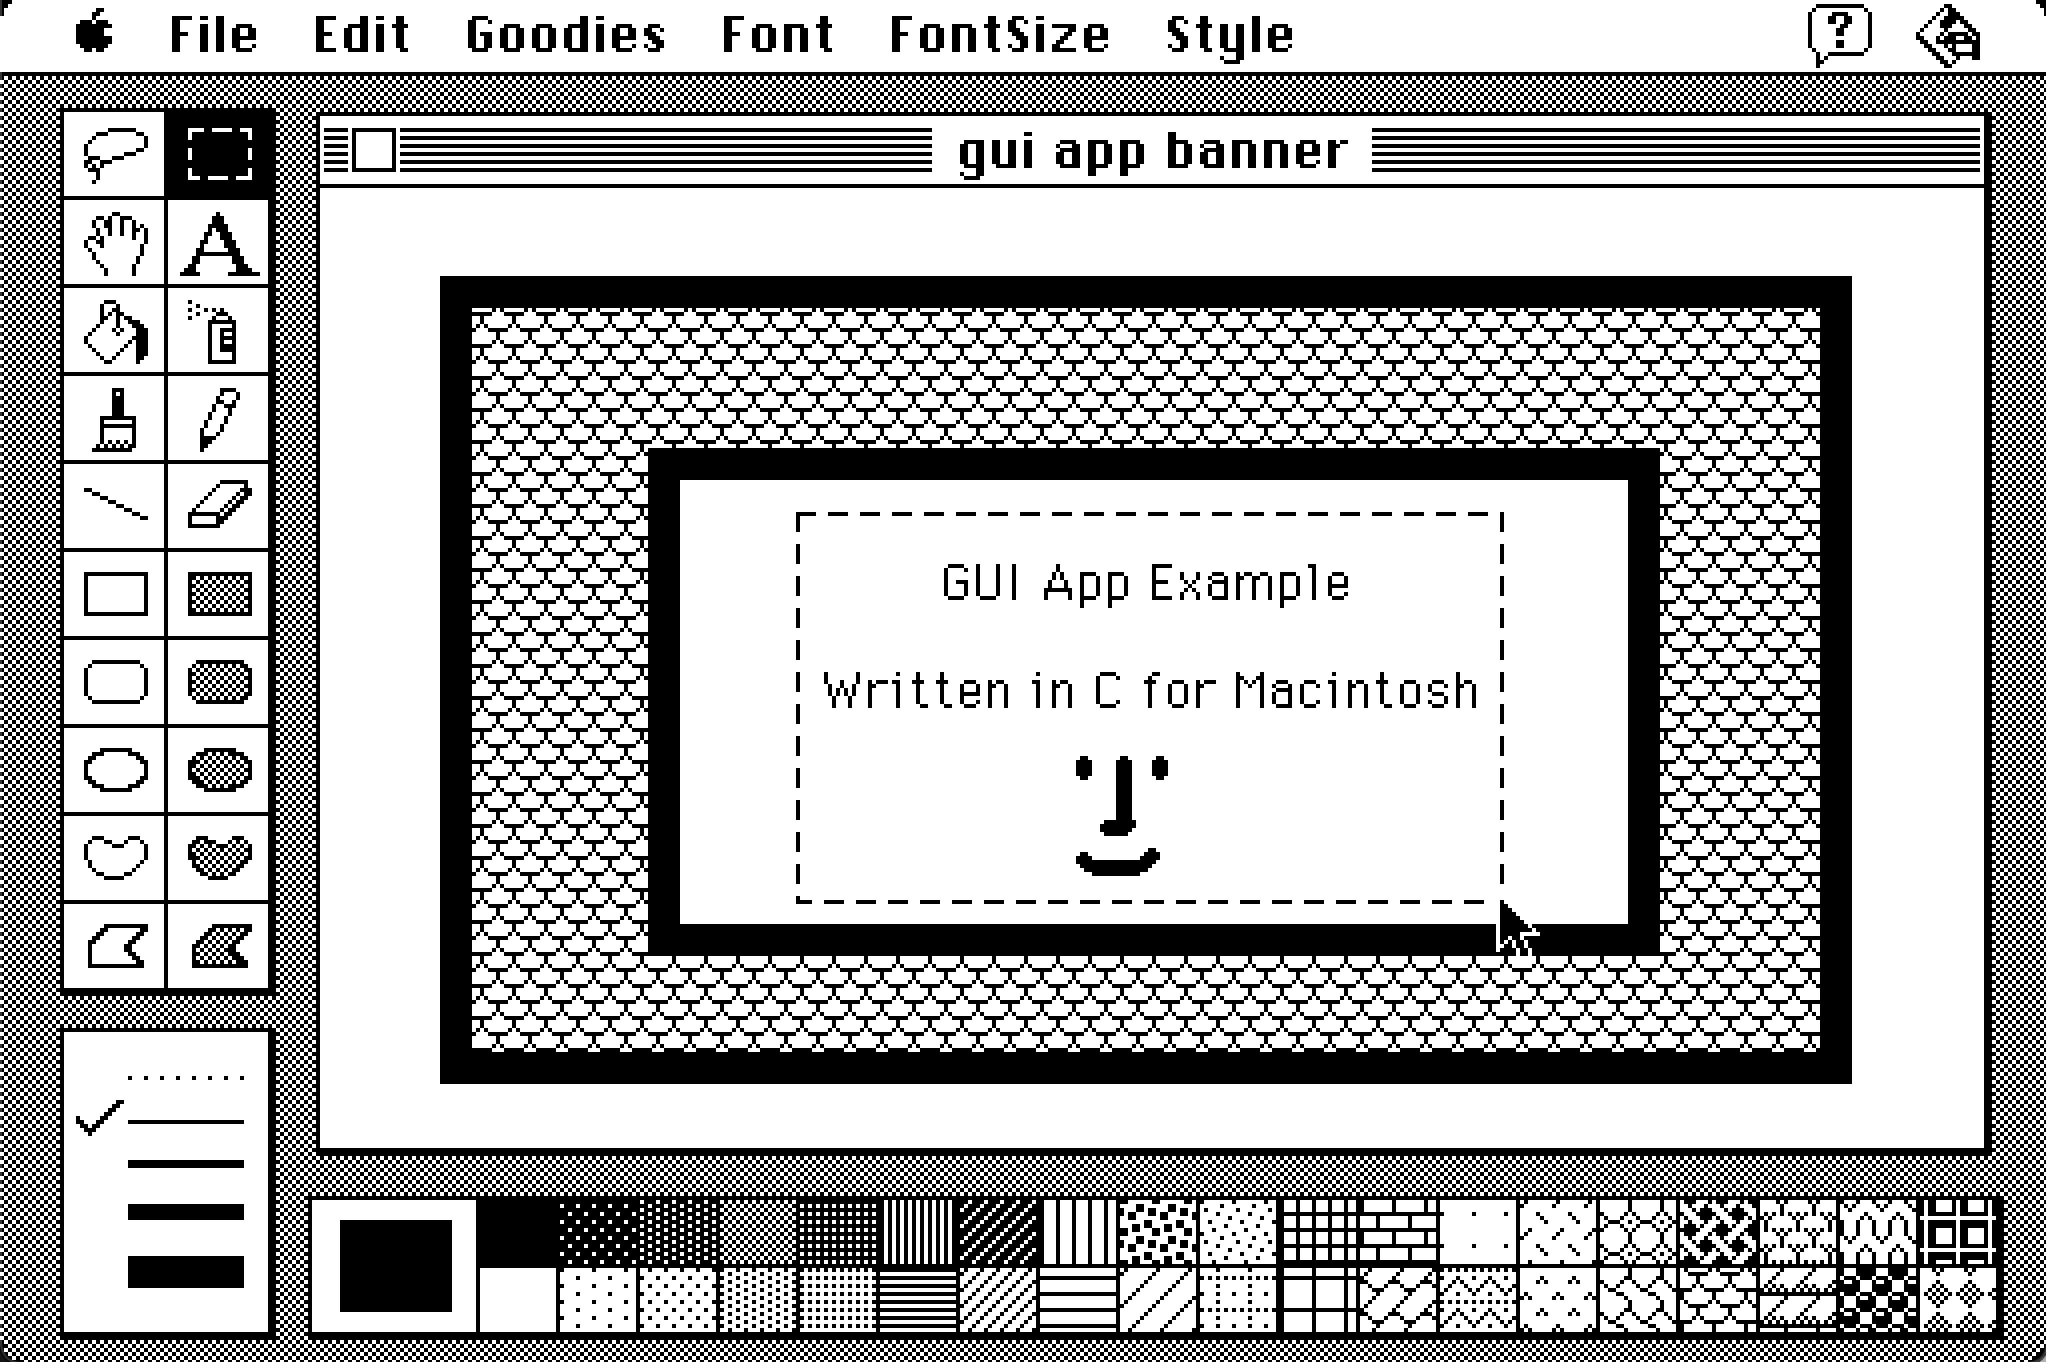 File Edit Goodies Font FontSize Style ?
gui app banner
A
GUI App Example
Written in C for Macintosh